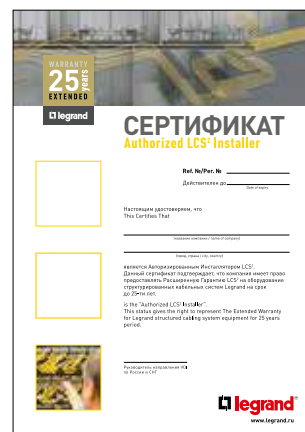 WARRANTY
25 years
EXTENDED
legrand
СЕРТИФИКАТ
Authorized LCS² Installer
Ref. №/Рег. №
Действителен до
Date of expiry
Настоящим удостоверяем, что
This Certifies That
название компании / name of company)
(город, страна / city, country)
является Авторизированным Инсталлятором LCS².
Данный сертификат подтверждает, что компания имеет право
предоставлять Расширенную Гарантию LCS² на оборудование
структурированных кабельных систем Legrand на срок
до 25-ти лет.
is the "Authorized LCS² Installer".
This status gives the right to represent The Extended Warranty
for Legrand structured cabling system equipment for 25 years
period.
Руководитель направления
по России и СНГ
legrand®
www.legrand.ru